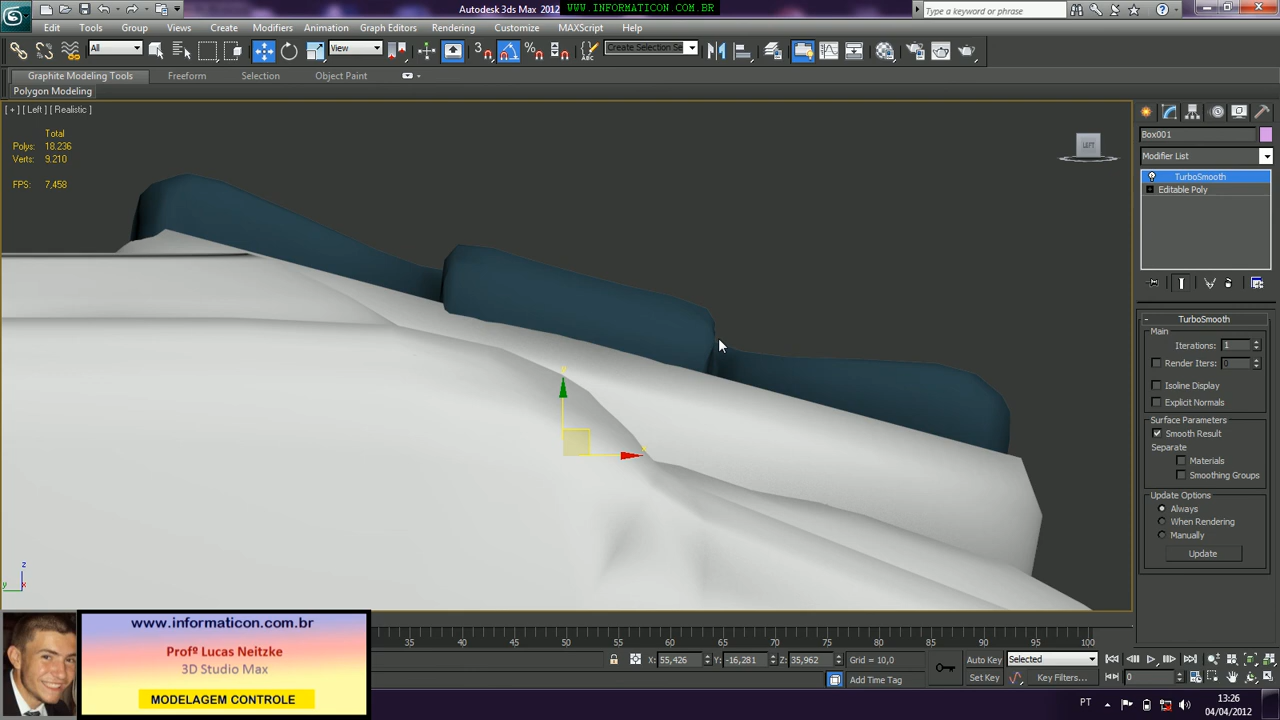 Autodesk 3ds Max 2012
WWW.INFORMATICON.COM.BR
Type a keyword or phrase
Edit Tools Group Views Create Modifiers Animation Graph Editors Rendering Customize MAXScript Help
All View Create Selection Se
Graphite Modeling Tools Freeform Selection Object Paint
Polygon Modeling
[ + ] [ Left ] [ Realistic ]
Total
Polys: 18.236
Verts: 9.210
FPS: 7,458
LEFT
Box001
Modifier List
TurboSmooth
Editable Poly
TurboSmooth
Main
Iterations: 1
Render Iters: 0
Isoline Display
Explicit Normals
Surface Parameters
Smooth Result
Separate
Materials
Smoothing Groups
Update Options
Always
When Rendering
Manually
Update
z
y x
www.informaticon.com.br
Profº Lucas Neitzke
3D Studio Max
MODELAGEM CONTROLE
35 40 45 50 55 60 65 70 75 80 85 90 95 100
X: 55,426 Y: -16,281 Z: 35,962 Grid = 10,0
Add Time Tag
Auto Key Selected
Set Key Key Filters... 0
PT 13:26
04/04/2012